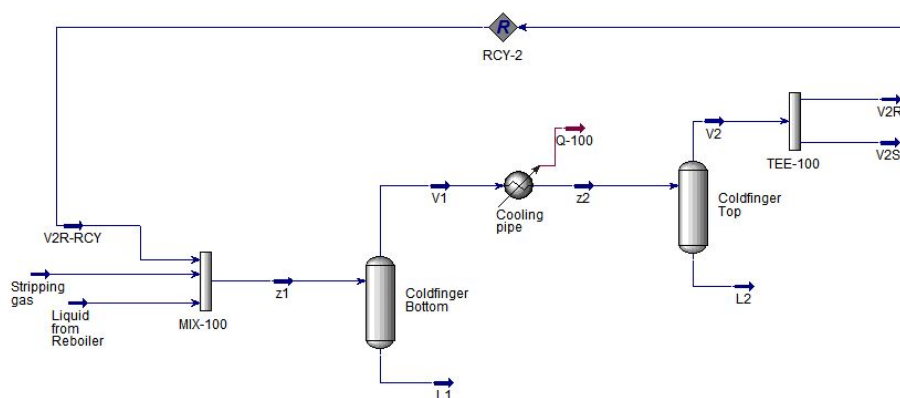 R
RCY-2
V2R
V2
Q-100
V2S
TEE-100
V1
z2
Coldfinger
Top
Cooling
pipe
V2R-RCY
Stripping
gas
z1
Coldfinger
Bottom
L2
Liquid
from
Reboiler
MIX-100
L1